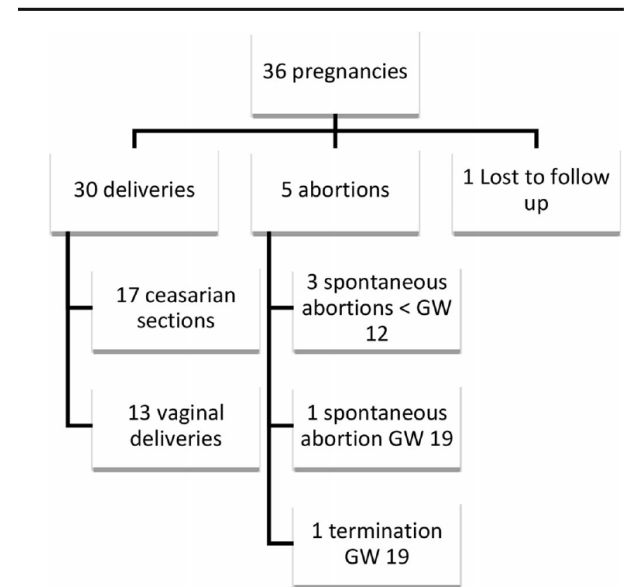 36 pregnancies
30 deliveries
5 abortions
1 Lost to follow
up
17 ceasarian
sections
13 vaginal
deliveries
3 spontaneous
abortions < GW
12
1 spontaneous
abortion GW 19
1 termination
GW 19